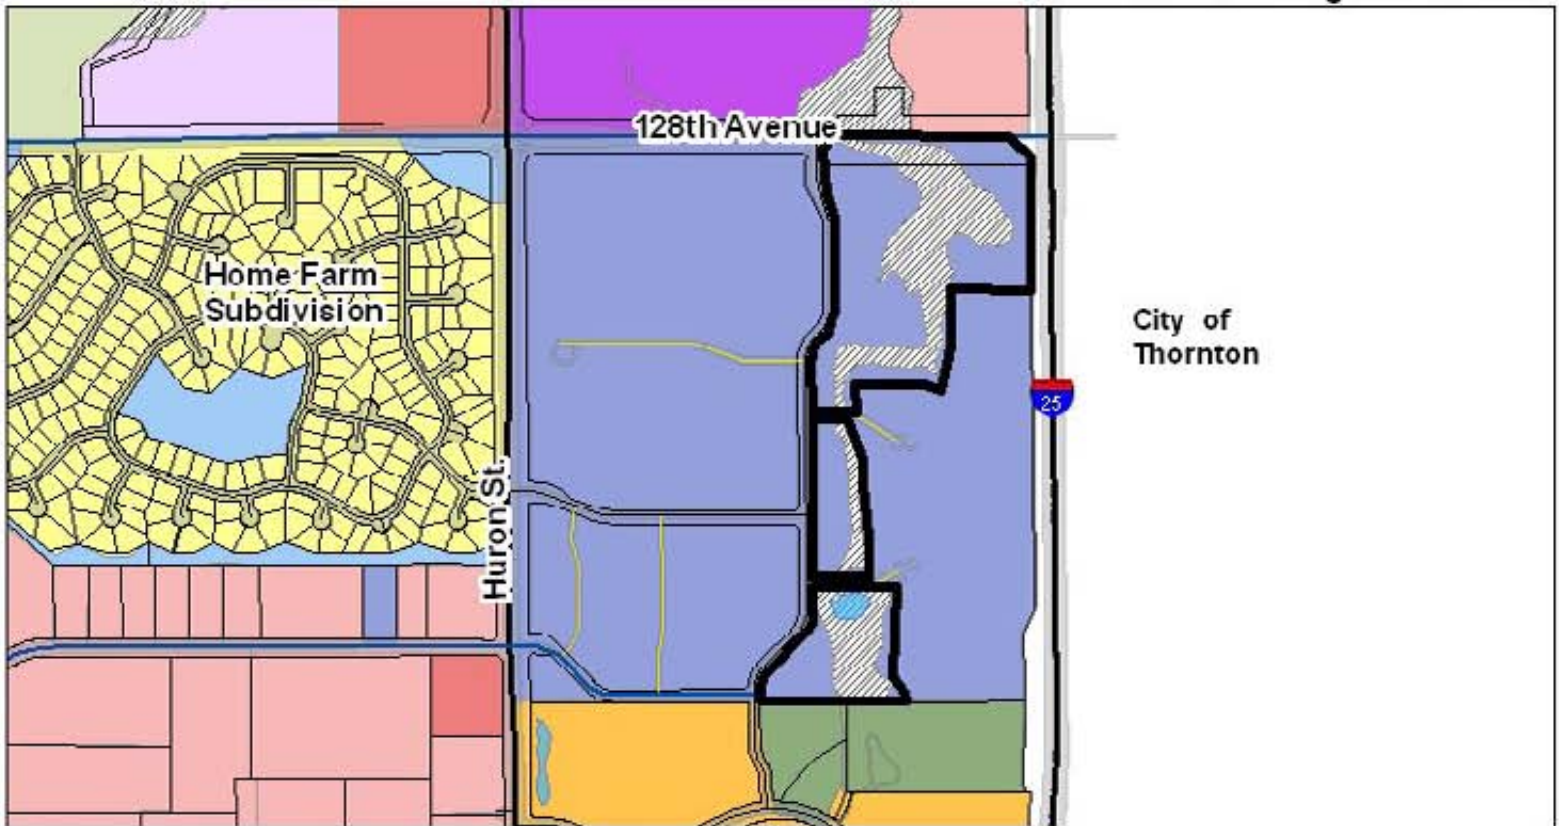 128th Avenue
Home Farm
Subdivision
City of
Thornton
25
Huron St.